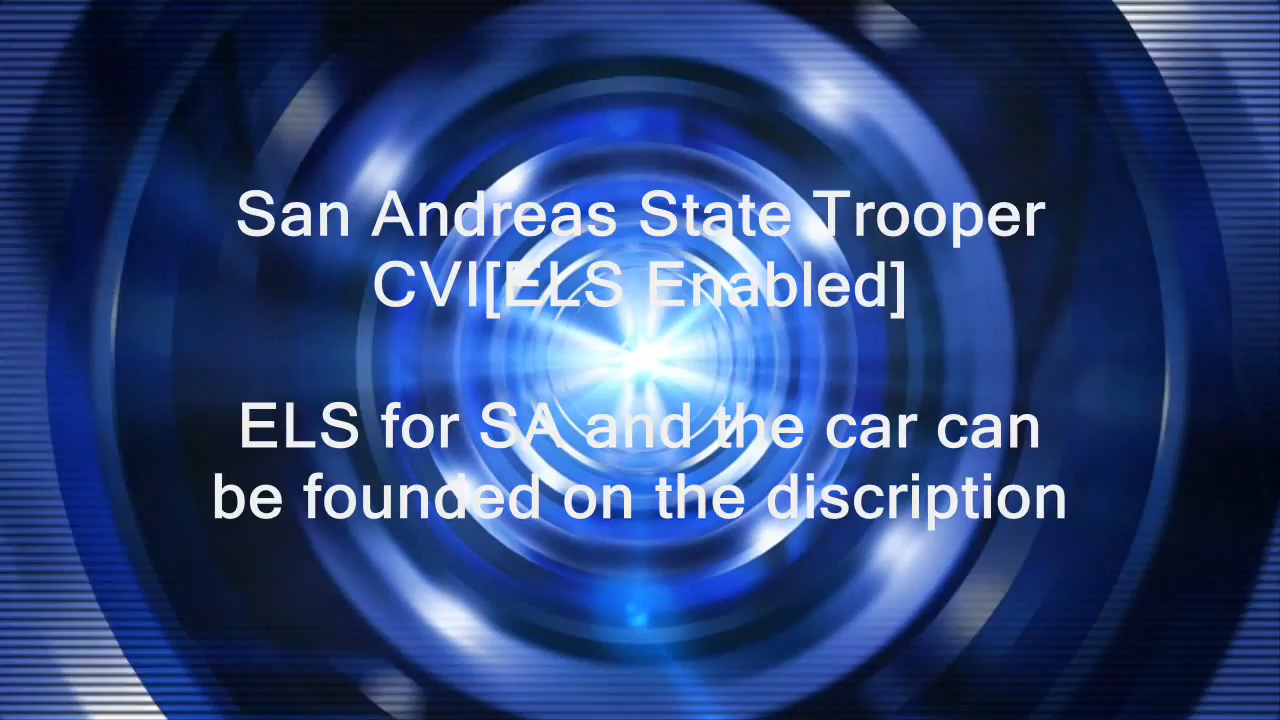 San Andreas State Trooper
CVI[ELS Enabled]
ELS for SA and the car can
be founded on the discription